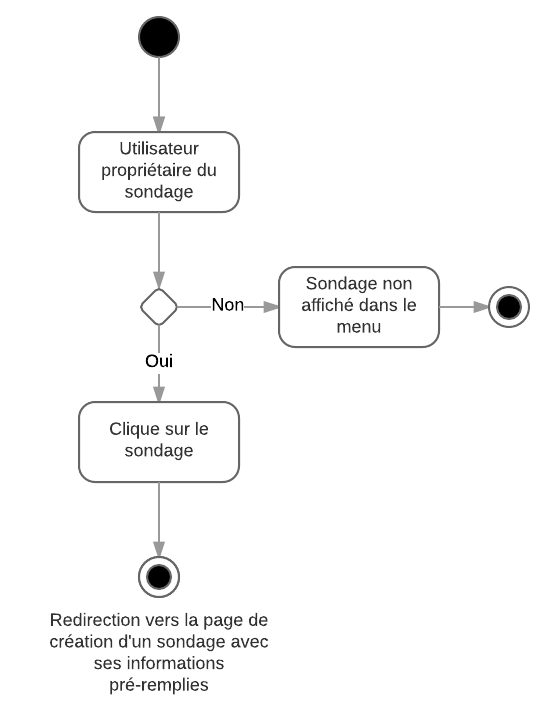 Utilisateur
propriétaire du
sondage
Non
Sondage non
affiché dans le
menu
Oui
Clique sur le
sondage
Redirection vers la page de
création d'un sondage avec
ses informations
pré-remplies